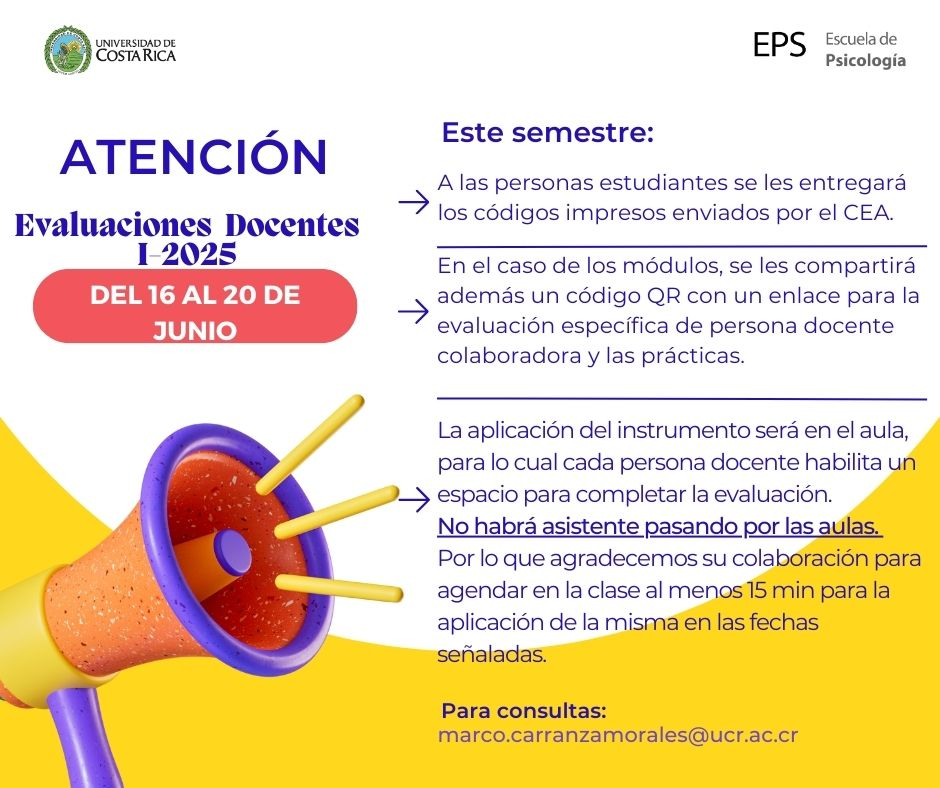 UNIVERSIDAD DE
COSTA RICA
EPS
Escuela de
Psicología
ATENCIÓN
Evaluaciones Docentes
I-2025
DEL 16 AL 20 DE
JUNIO
Este semestre:
A las personas estudiantes se les entregará
los códigos impresos enviados por el CEA.
En el caso de los módulos, se les compartirá
además un código QR con un enlace para la
evaluación específica de persona docente
colaboradora y las prácticas.
La aplicación del instrumento será en el aula,
para lo cual cada persona docente habilita un
espacio para completar la evaluación.
No habrá asistente pasando por las aulas.
Por lo que agradecemos su colaboración para
agendar en la clase al menos 15 min para la
aplicación de la misma en las fechas
señaladas.
Para consultas:
marco.carranzamorales@ucr.ac.cr